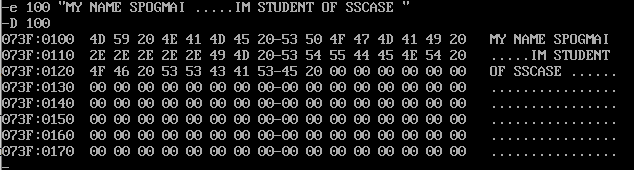 -e 100 "MY NAME SPOGMAI .....IM STUDENT OF SSCASE "
-D 100
073F:0100 4D 59 20 4E 41 4D 45 20-53 50 4F 47 4D 41 49 20 MY NAME SPOGMAI
073F:0110 2E 2E 2E 2E 2E 49 4D 20-53 54 55 44 45 4E 54 20 .....IM STUDENT
073F:0120 4F 46 20 53 53 43 41 53-45 20 00 00 00 00 00 00 OF SSCASE ......
073F:0130 00 00 00 00 00 00 00 00-00 00 00 00 00 00 00 00 ................
073F:0140 00 00 00 00 00 00 00 00-00 00 00 00 00 00 00 00 ................
073F:0150 00 00 00 00 00 00 00 00-00 00 00 00 00 00 00 00 ................
073F:0160 00 00 00 00 00 00 00 00-00 00 00 00 00 00 00 00 ................
073F:0170 00 00 00 00 00 00 00 00-00 00 00 00 00 00 00 00 ................
-